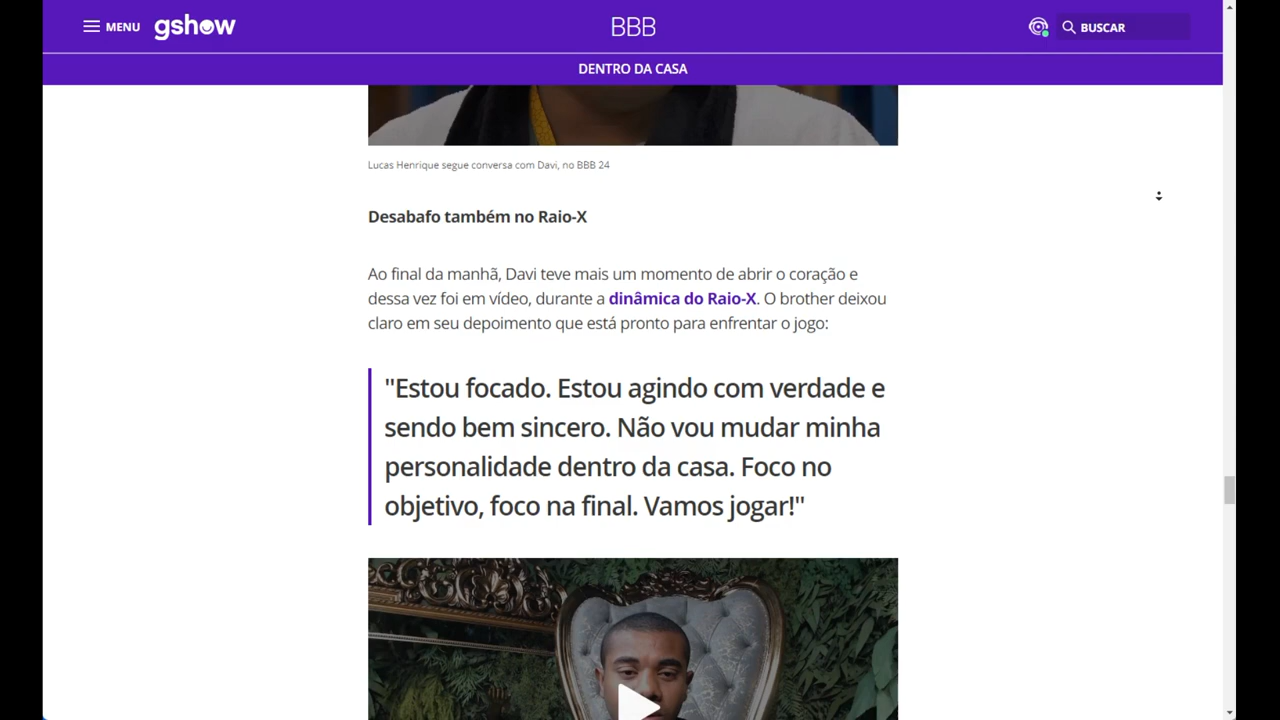 MENU gshow BBB BUSCAR
DENTRO DA CASA
Lucas Henrique segue conversa com Davi, no BBB 24
Desabafo também no Raio-X
Ao final da manhã, Davi teve mais um momento de abrir o coração e
dessa vez foi em vídeo, durante a dinâmica do Raio-X. O brother deixou
claro em seu depoimento que está pronto para enfrentar o jogo:
"Estou focado. Estou agindo com verdade e
sendo bem sincero. Não vou mudar minha
personalidade dentro da casa. Foco no
objetivo, foco na final. Vamos jogar!"